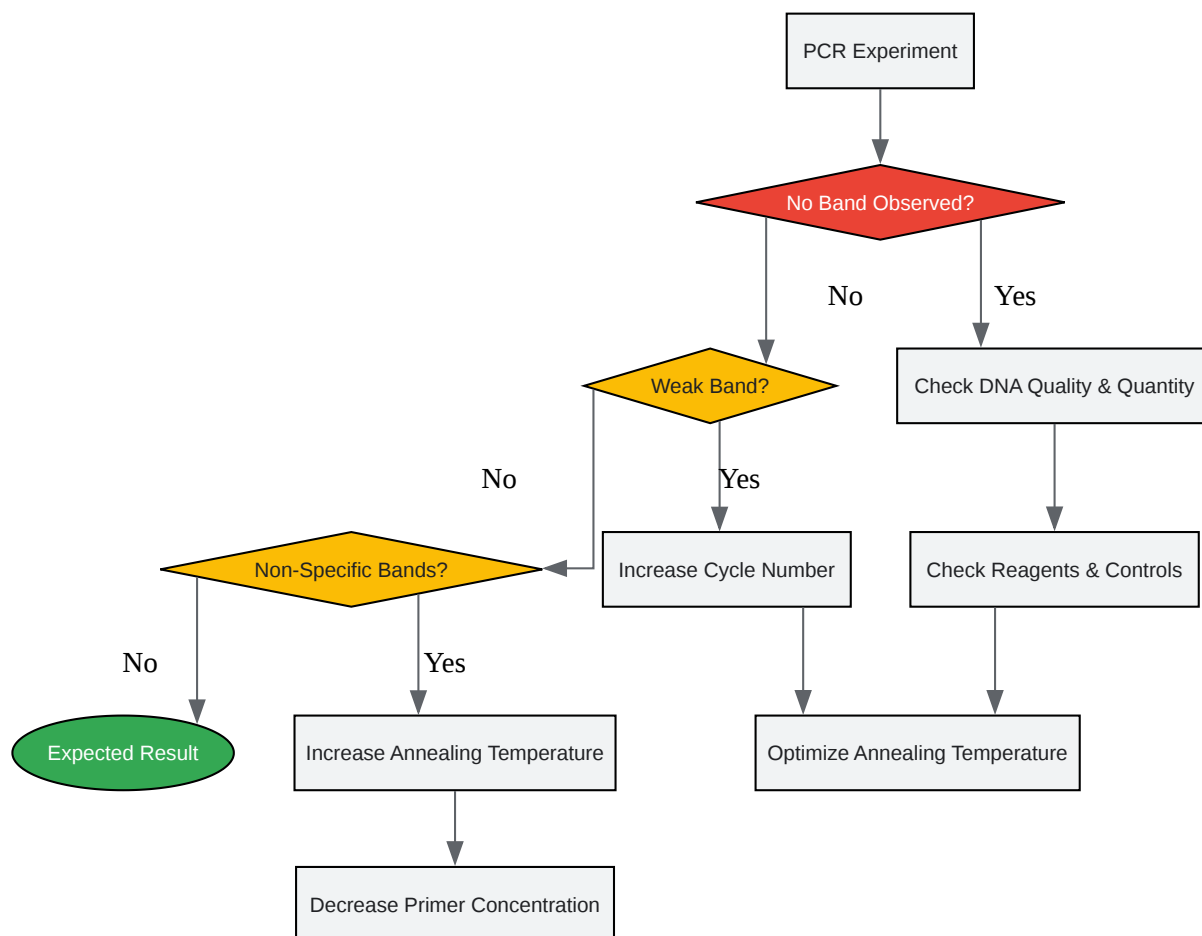 PCR Experiment
No Band Observed?
No
Yes
Weak Band?
Check DNA Quality & Quantity
No
Yes
Non-Specific Bands?
Increase Cycle Number
Check Reagents & Controls
No
Yes
Expected Result
Increase Annealing Temperature
Optimize Annealing Temperature
Decrease Primer Concentration